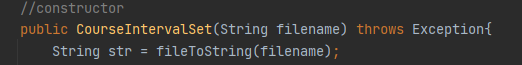 //constructor
public CourseIntervalSet(String filename) throws Exception{
String str = fileToString(filename);